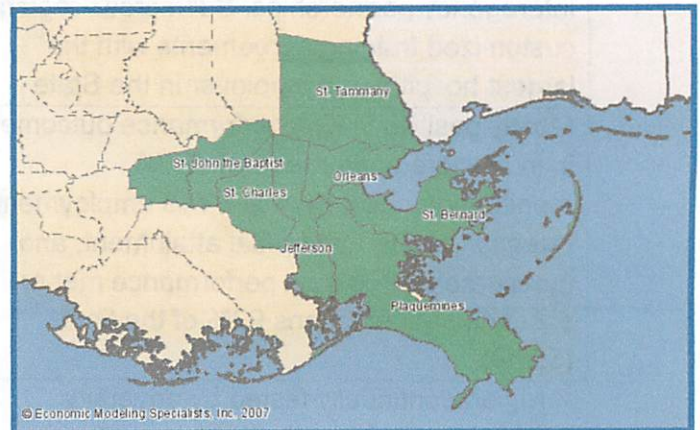 St. Tammany
St. John the Baptist
Orleans
St. Charles
St. Bernard
Jefferson
Plaquemines
© Economic Modeling Specialists, Inc. 2007